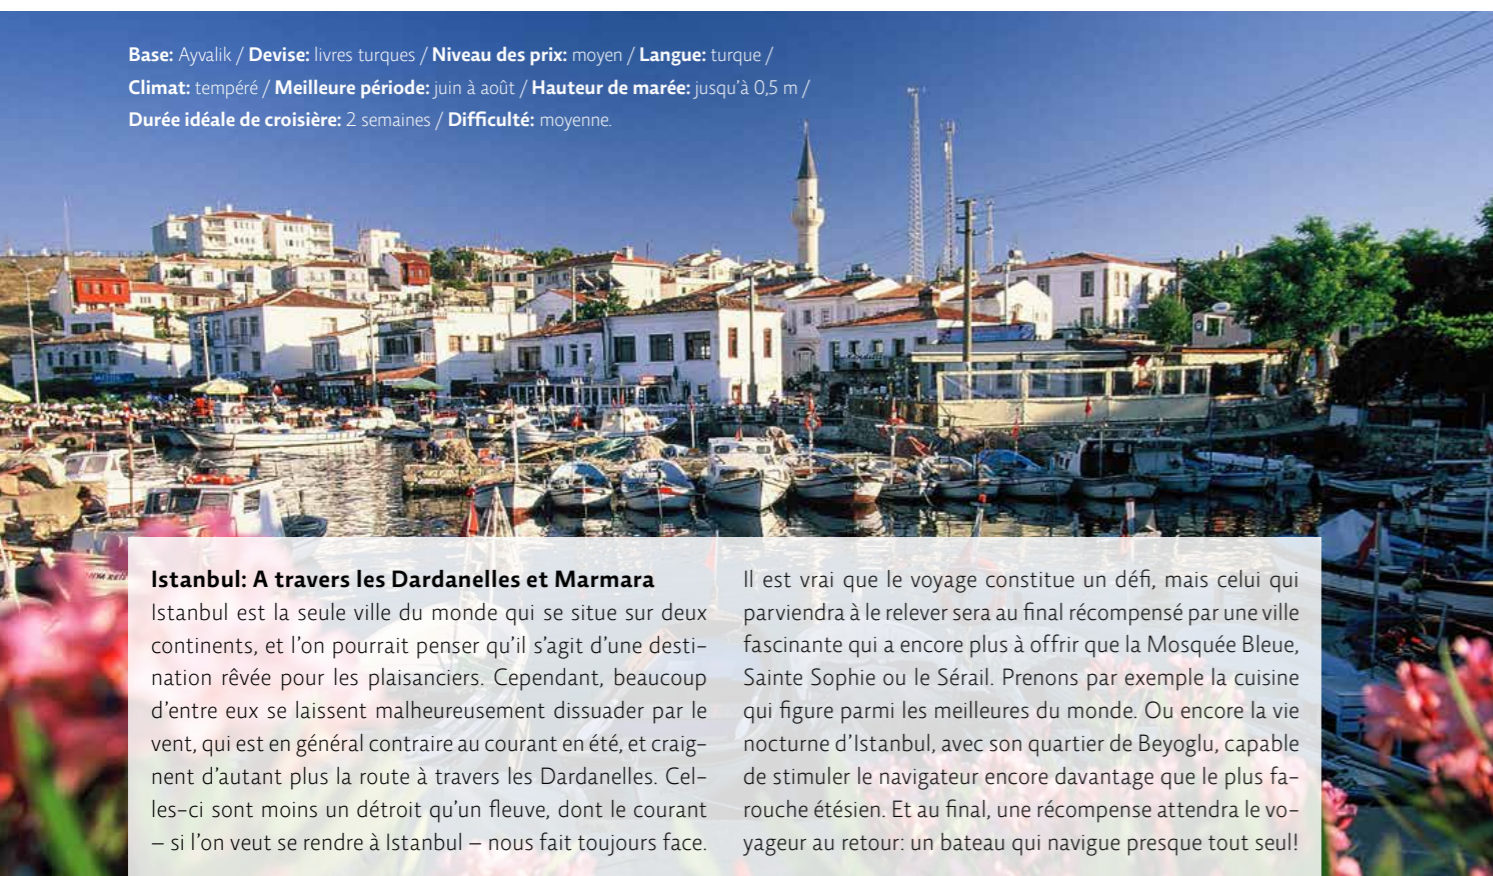 Base: Ayvalik / Devise: livres turques / Niveau des prix: moyen / Langue: turque /
Climat: tempéré / Meilleure période: juin à août / Hauteur de marée: jusqu'à 0,5 m /
Durée idéale de croisière: 2 semaines / Difficulté: moyenne.
Istanbul: A travers les Dardanelles et Marmara
Istanbul est la seule ville du monde qui se situe sur deux
continents, et l'on pourrait penser qu'il s'agit d'une desti-
nation rêvée pour les plaisanciers. Cependant, beaucoup
d'entre eux se laissent malheureusement dissuader par le
vent, qui est en général contraire au courant en été, et craig-
nent d'autant plus la route à travers les Dardanelles. Cel-
les-ci sont moins un détroit qu'un fleuve, dont le courant
– si l'on veut se rendre à Istanbul – nous fait toujours face.
Il est vrai que le voyage constitue un défi, mais celui qui
parviendra à le relever sera au final récompensé par une ville
fascinante qui a encore plus à offrir que la Mosquée Bleue,
Sainte Sophie ou le Sérail. Prenons par exemple la cuisine
qui figure parmi les meilleures du monde. Ou encore la vie
nocturne d'Istanbul, avec son quartier de Beyoglu, capable
de stimuler le navigateur encore davantage que le plus fa-
rouche étésien. Et au final, une récompense attendra le vo-
yageur au retour: un bateau qui navigue presque tout seul!